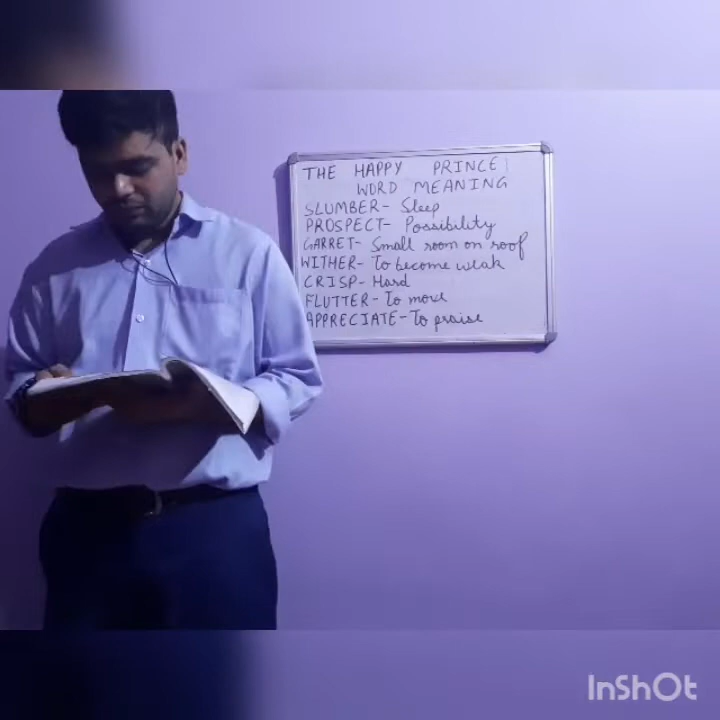 THE HAPPY PRINCE
WORD MEANING
SLUMBER- Sleep
PROSPECT- Possibility
GARRET- Small room on roof
WITHER- To become weak
CRISP- Hard
FLUTTER- To move
APPRECIATE- To praise
InShOt